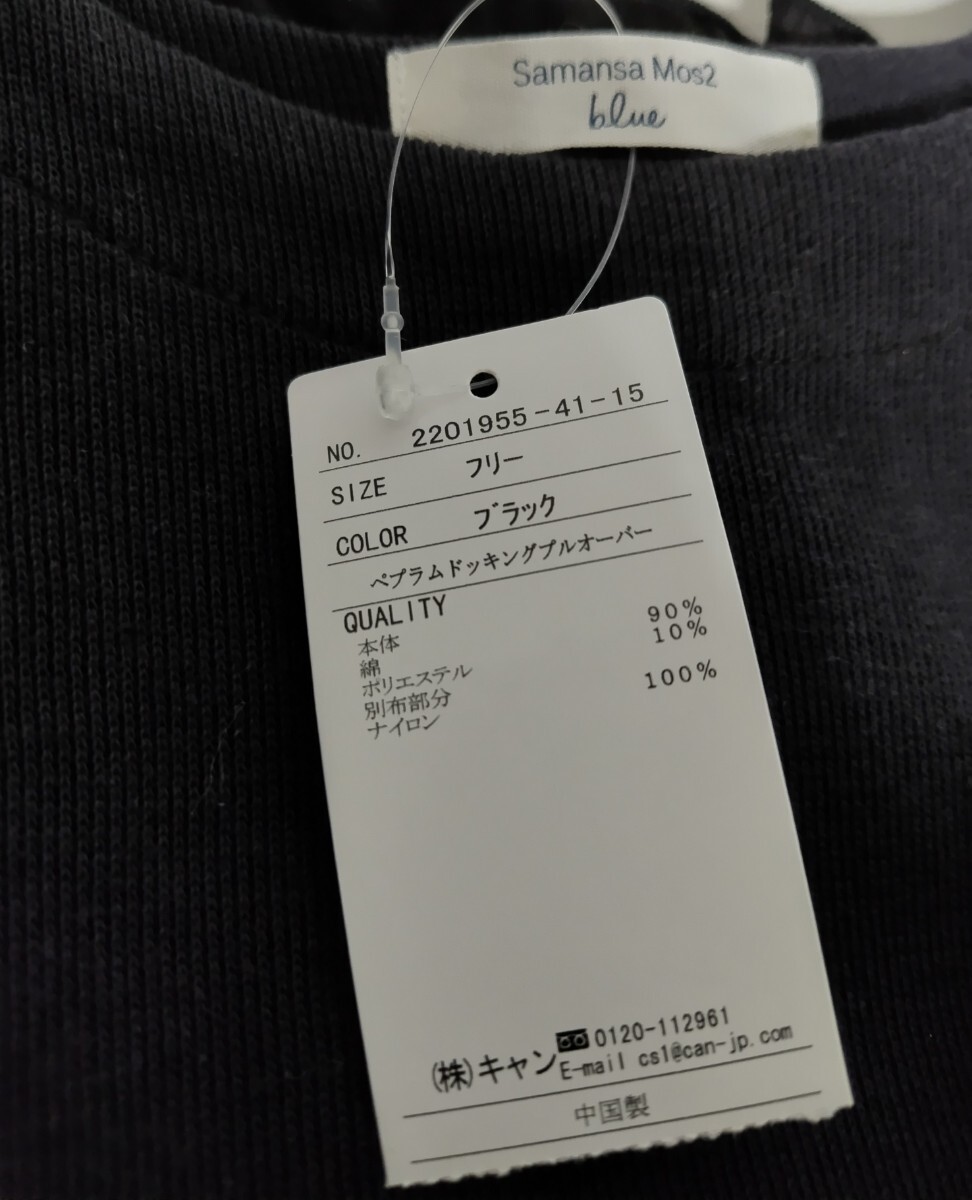 Samansa Mos2
blue
NO. 2201955-41-15
SIZE フリー
COLOR ブラック
ペプラムドッキングプルオーバー
QUALITY
本体
綿 90%
ポリエステル 10%
別布部分
ナイロン 100%
(株)キャン 0120-112961
E-mail cs1@can-jp.com
中国製